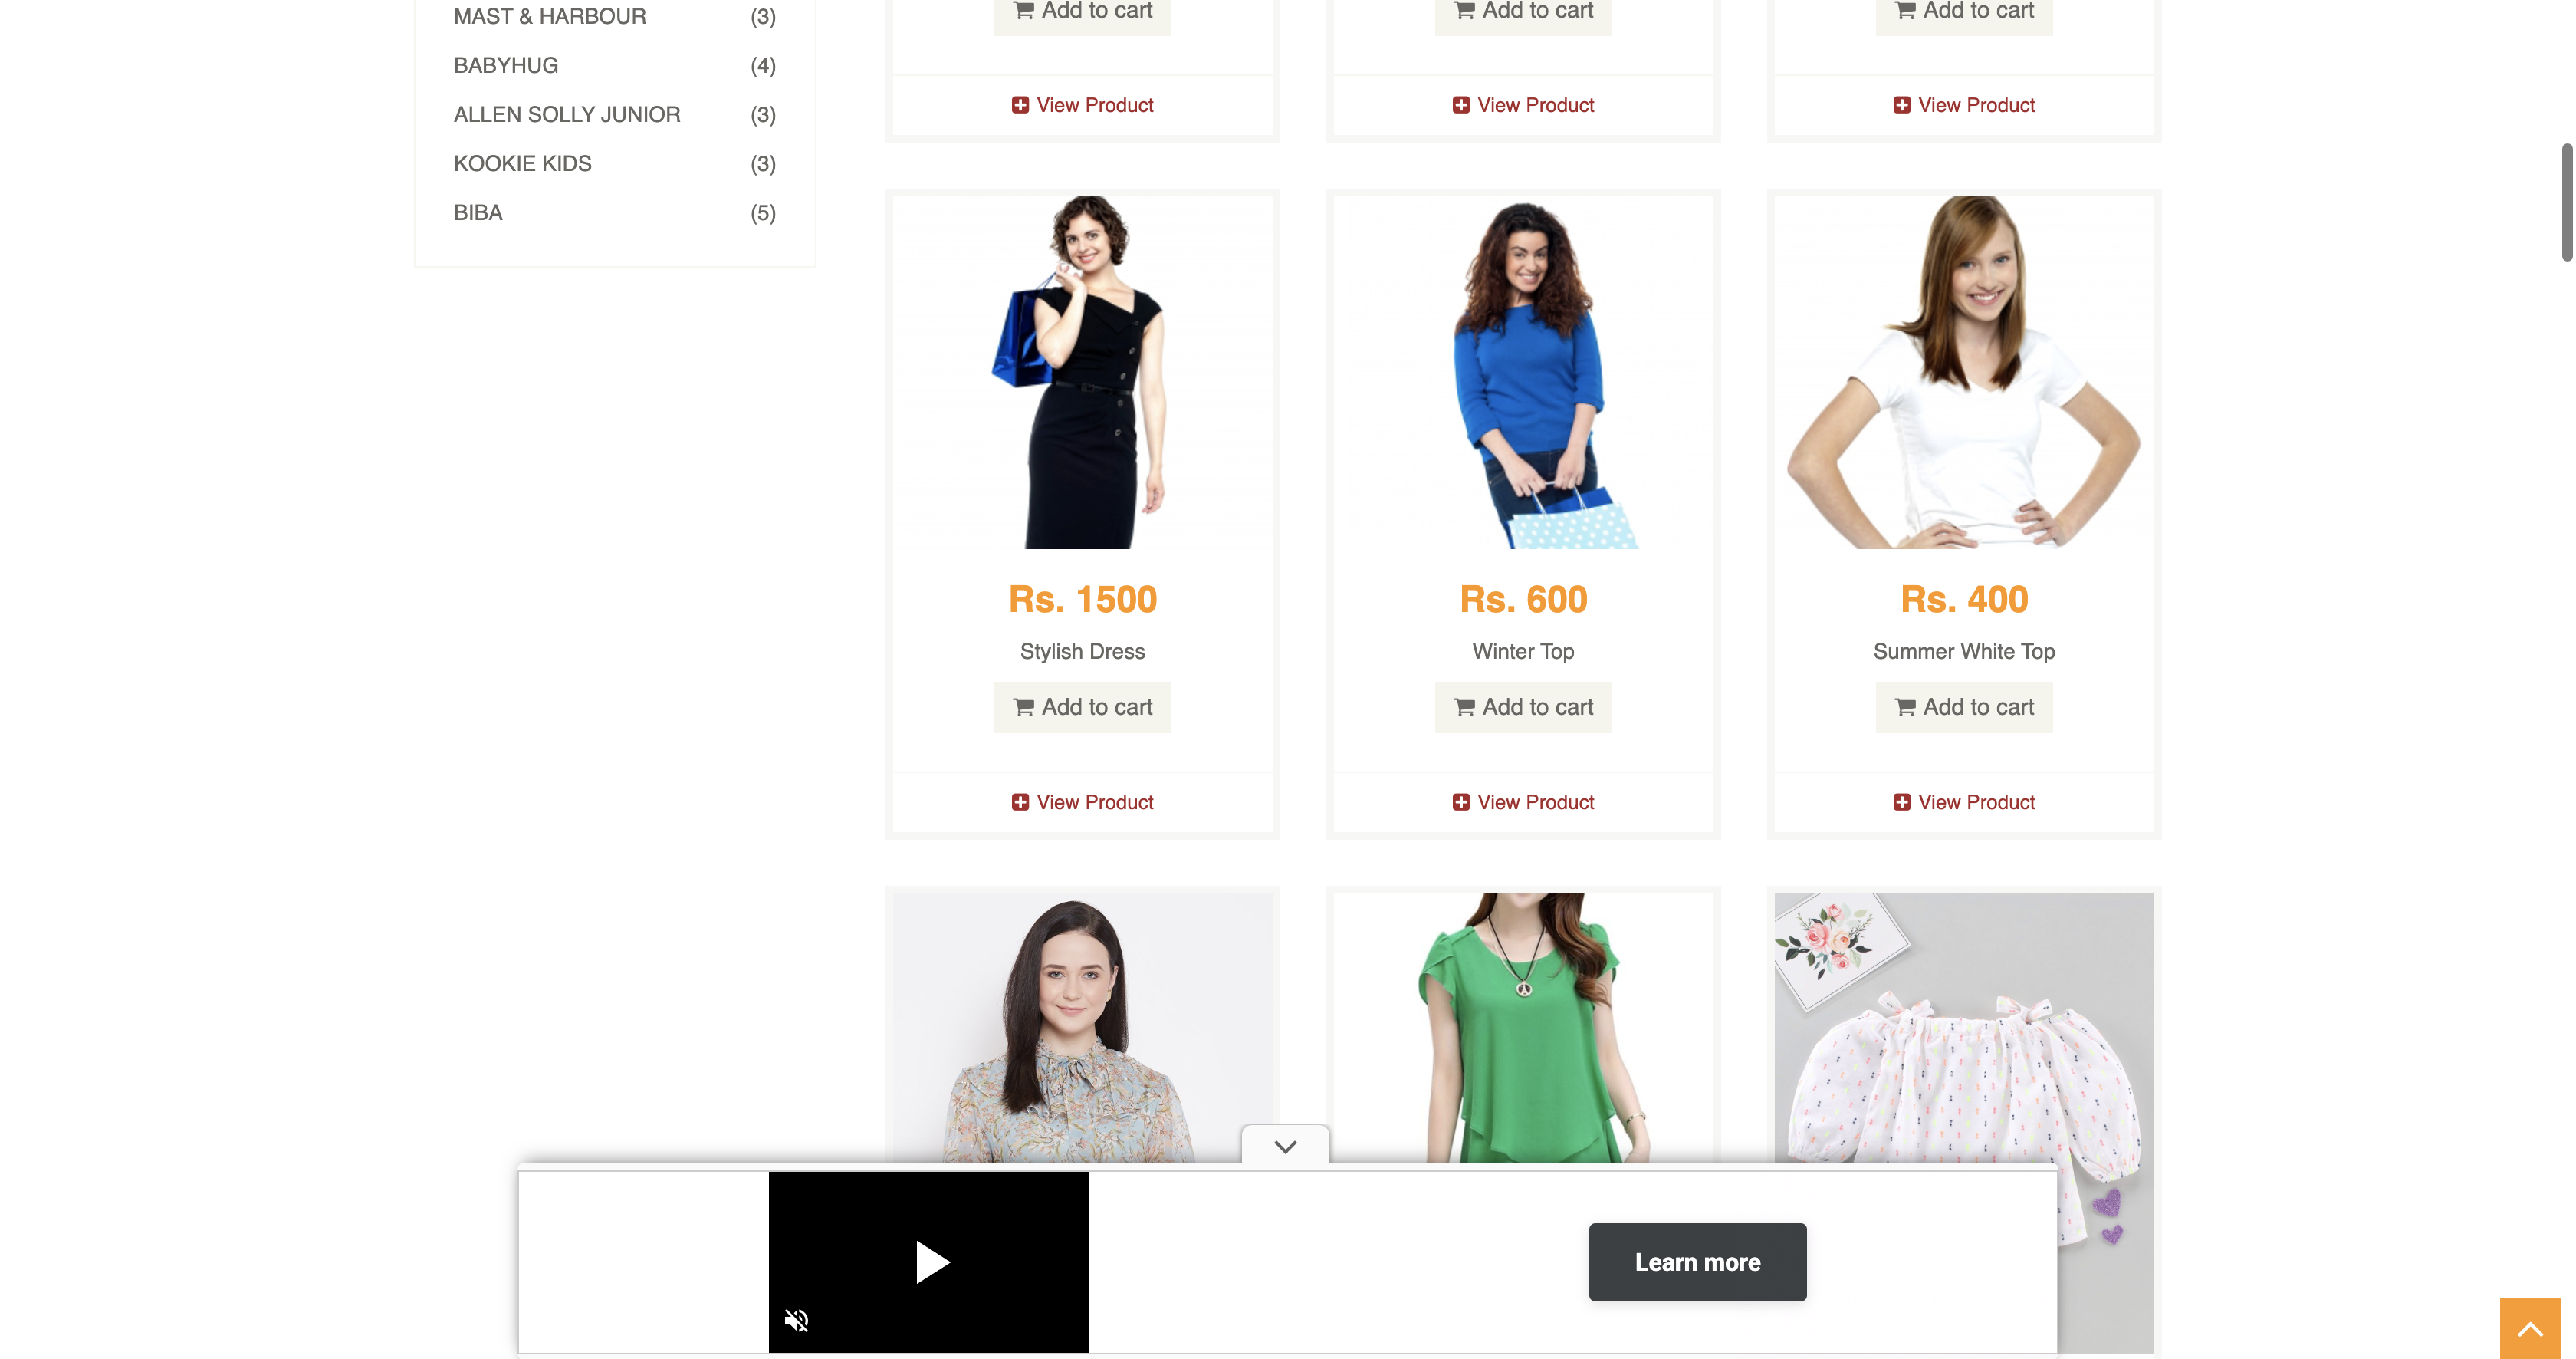 MAST & HARBOUR (3)
BABYHUG (4)
ALLEN SOLLY JUNIOR (3)
KOOKIE KIDS (3)
BIBA (5)
Add to cart
Add to cart
Add to cart
View Product
View Product
View Product
Rs. 1500
Stylish Dress
Add to cart
View Product
Rs. 600
Winter Top
Add to cart
View Product
Rs. 400
Summer White Top
Add to cart
View Product
Learn more